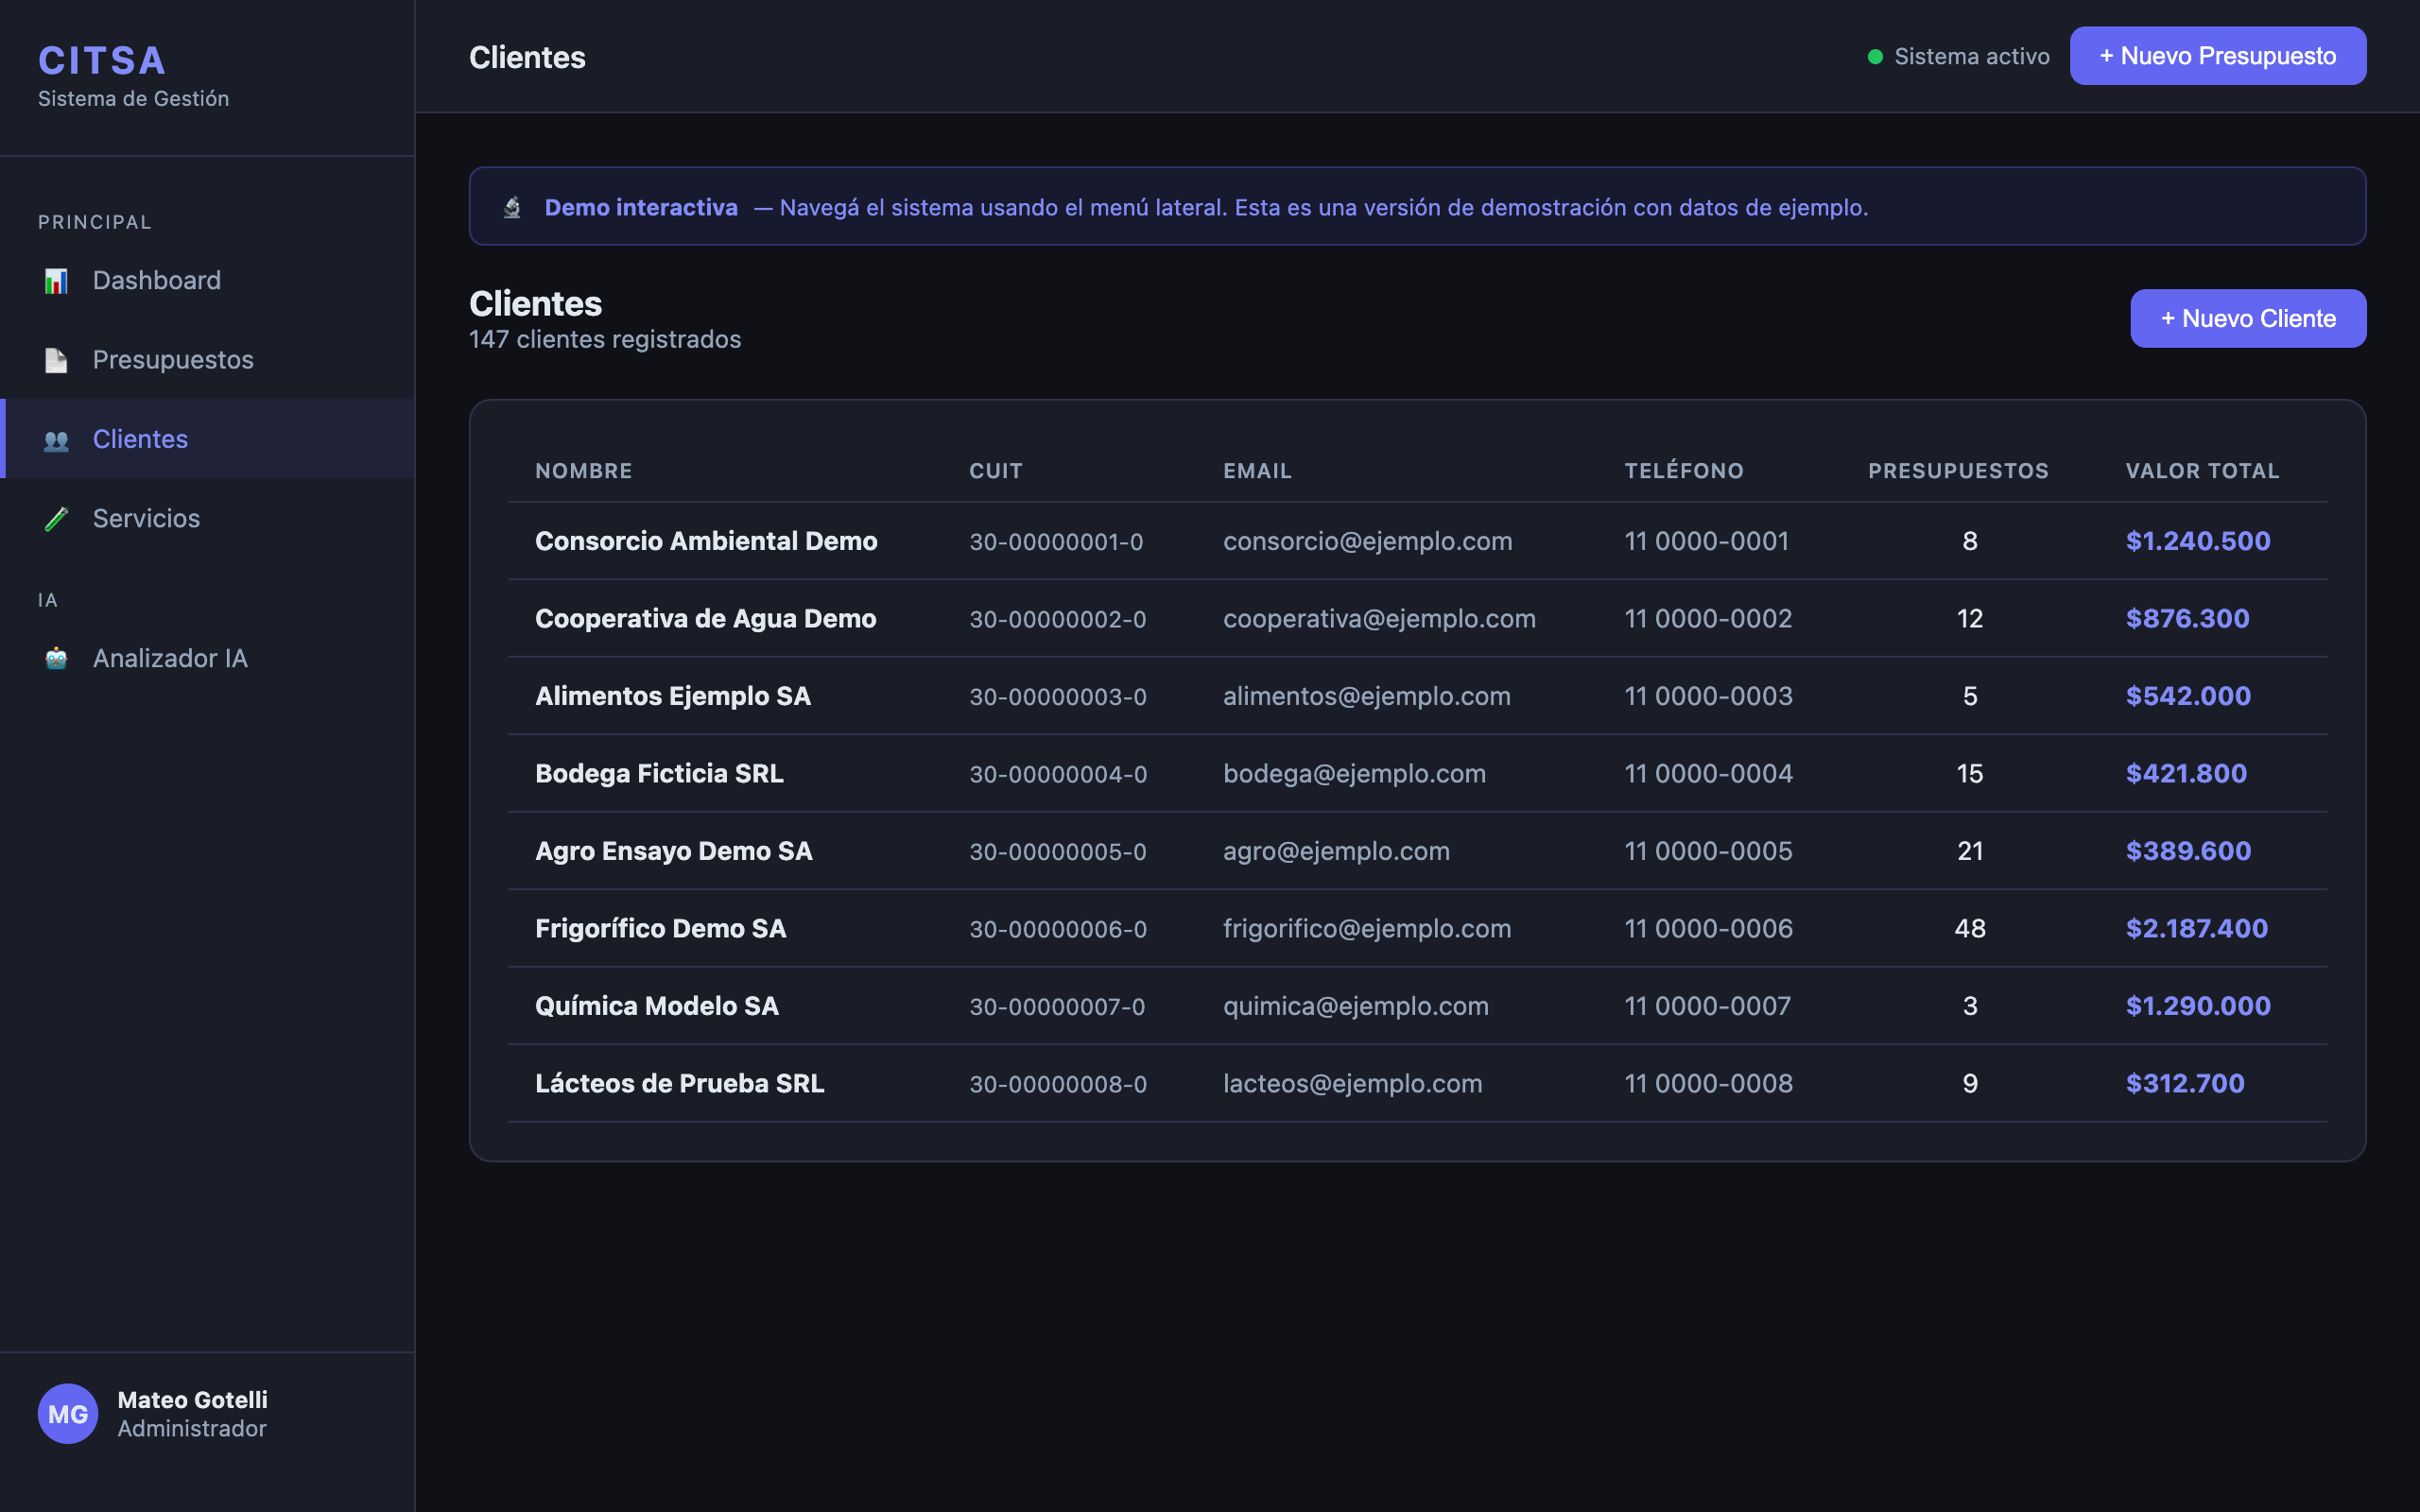 CITSA
Sistema de Gestión
PRINCIPAL
Dashboard
Presupuestos
Clientes
Servicios
IA
Analizador IA
Mateo Gotelli
Administrador
MG
Clientes
Sistema activo
+ Nuevo Presupuesto
Demo interactiva — Navegá el sistema usando el menú lateral. Esta es una versión de demostración con datos de ejemplo.
Clientes
147 clientes registrados
+ Nuevo Cliente
NOMBRE CUIT EMAIL TELÉFONO PRESUPUESTOS VALOR TOTAL
Consorcio Ambiental Demo 30-00000001-0 consorcio@ejemplo.com 11 0000-0001 8 $1.240.500
Cooperativa de Agua Demo 30-00000002-0 cooperativa@ejemplo.com 11 0000-0002 12 $876.300
Alimentos Ejemplo SA 30-00000003-0 alimentos@ejemplo.com 11 0000-0003 5 $542.000
Bodega Ficticia SRL 30-00000004-0 bodega@ejemplo.com 11 0000-0004 15 $421.800
Agro Ensayo Demo SA 30-00000005-0 agro@ejemplo.com 11 0000-0005 21 $389.600
Frigorífico Demo SA 30-00000006-0 frigorifico@ejemplo.com 11 0000-0006 48 $2.187.400
Química Modelo SA 30-00000007-0 quimica@ejemplo.com 11 0000-0007 3 $1.290.000
Lácteos de Prueba SRL 30-00000008-0 lacteos@ejemplo.com 11 0000-0008 9 $312.700